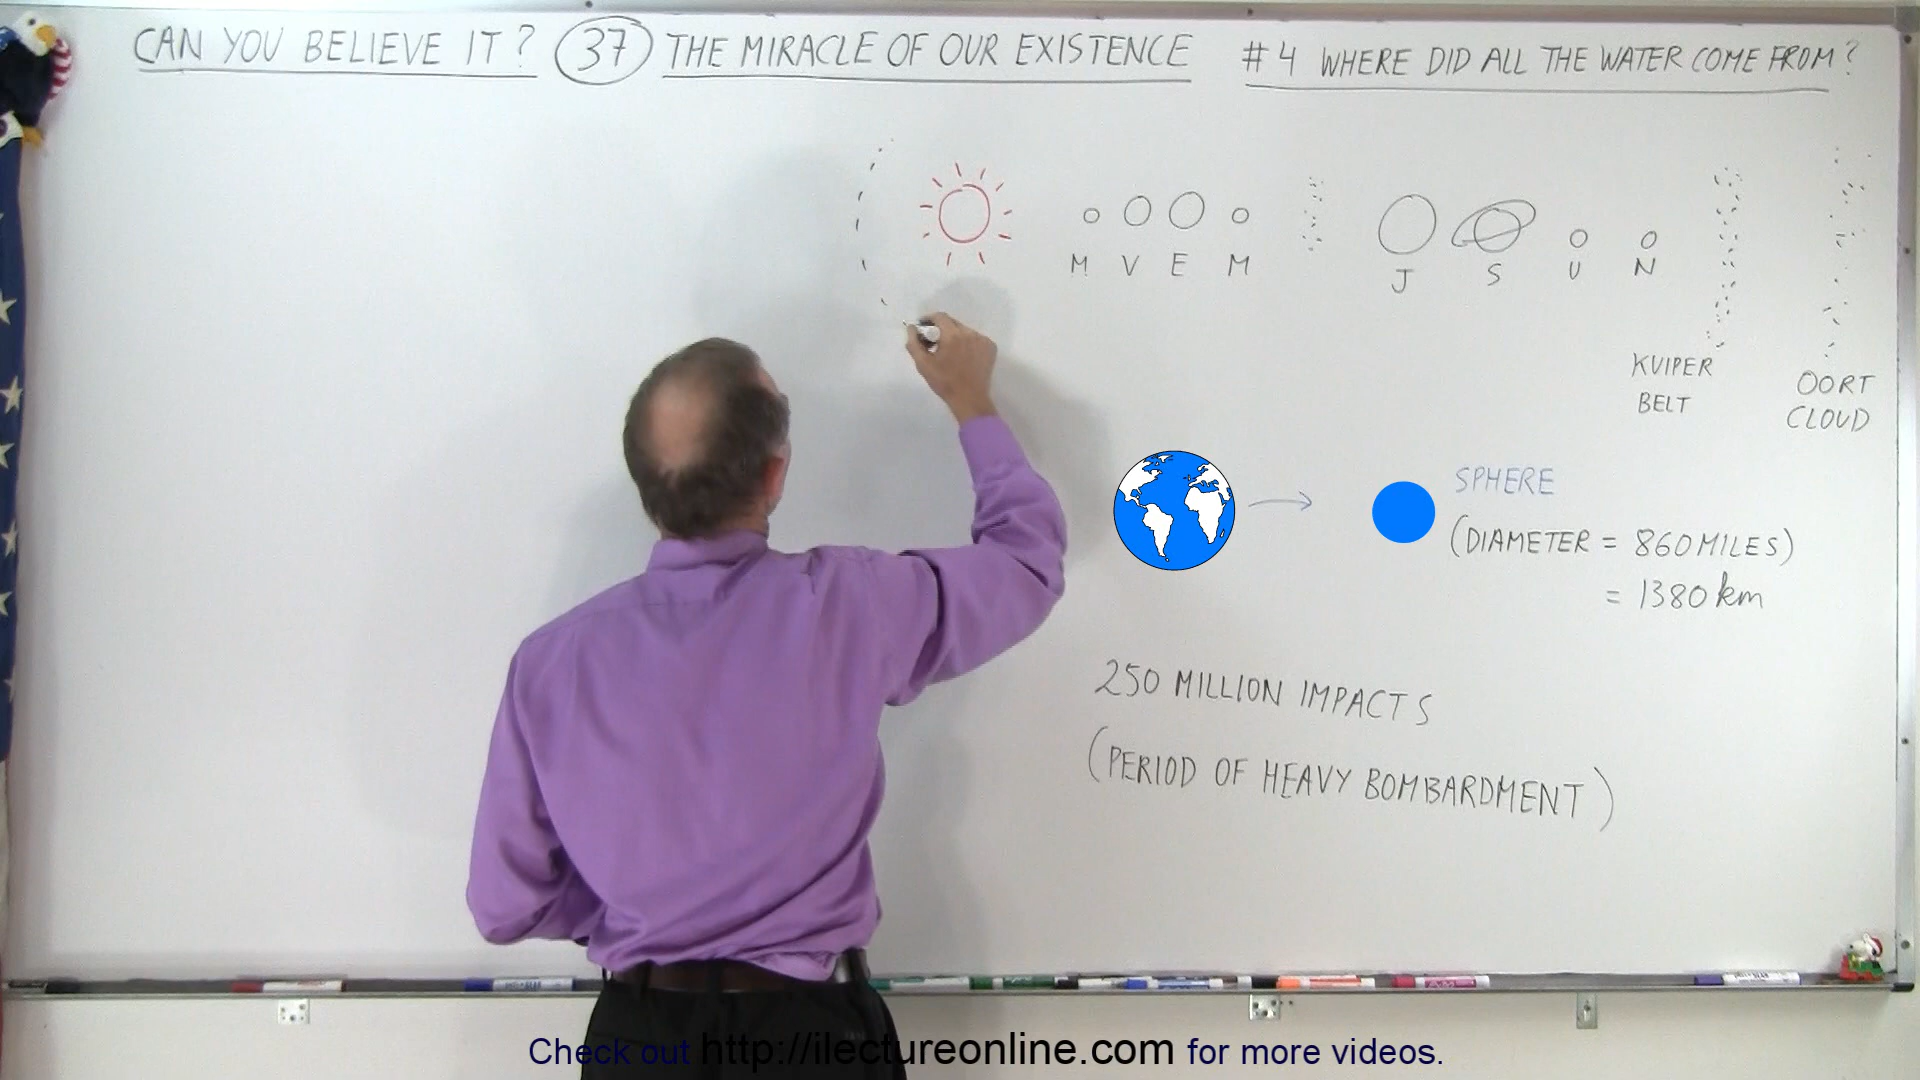 CAN YOU BELIEVE IT? 37 THE MIRACLE OF OUR EXISTENCE #4 WHERE DID ALL THE WATER COME FROM?
M V E M J S U N
KUIPER
BELT
OORT
CLOUD
SPHERE
(DIAMETER = 860 MILES)
= 1380 km
250 MILLION IMPACTS
(PERIOD OF HEAVY BOMBARDMENT)
Check out http://ilectureonline.com for more videos.